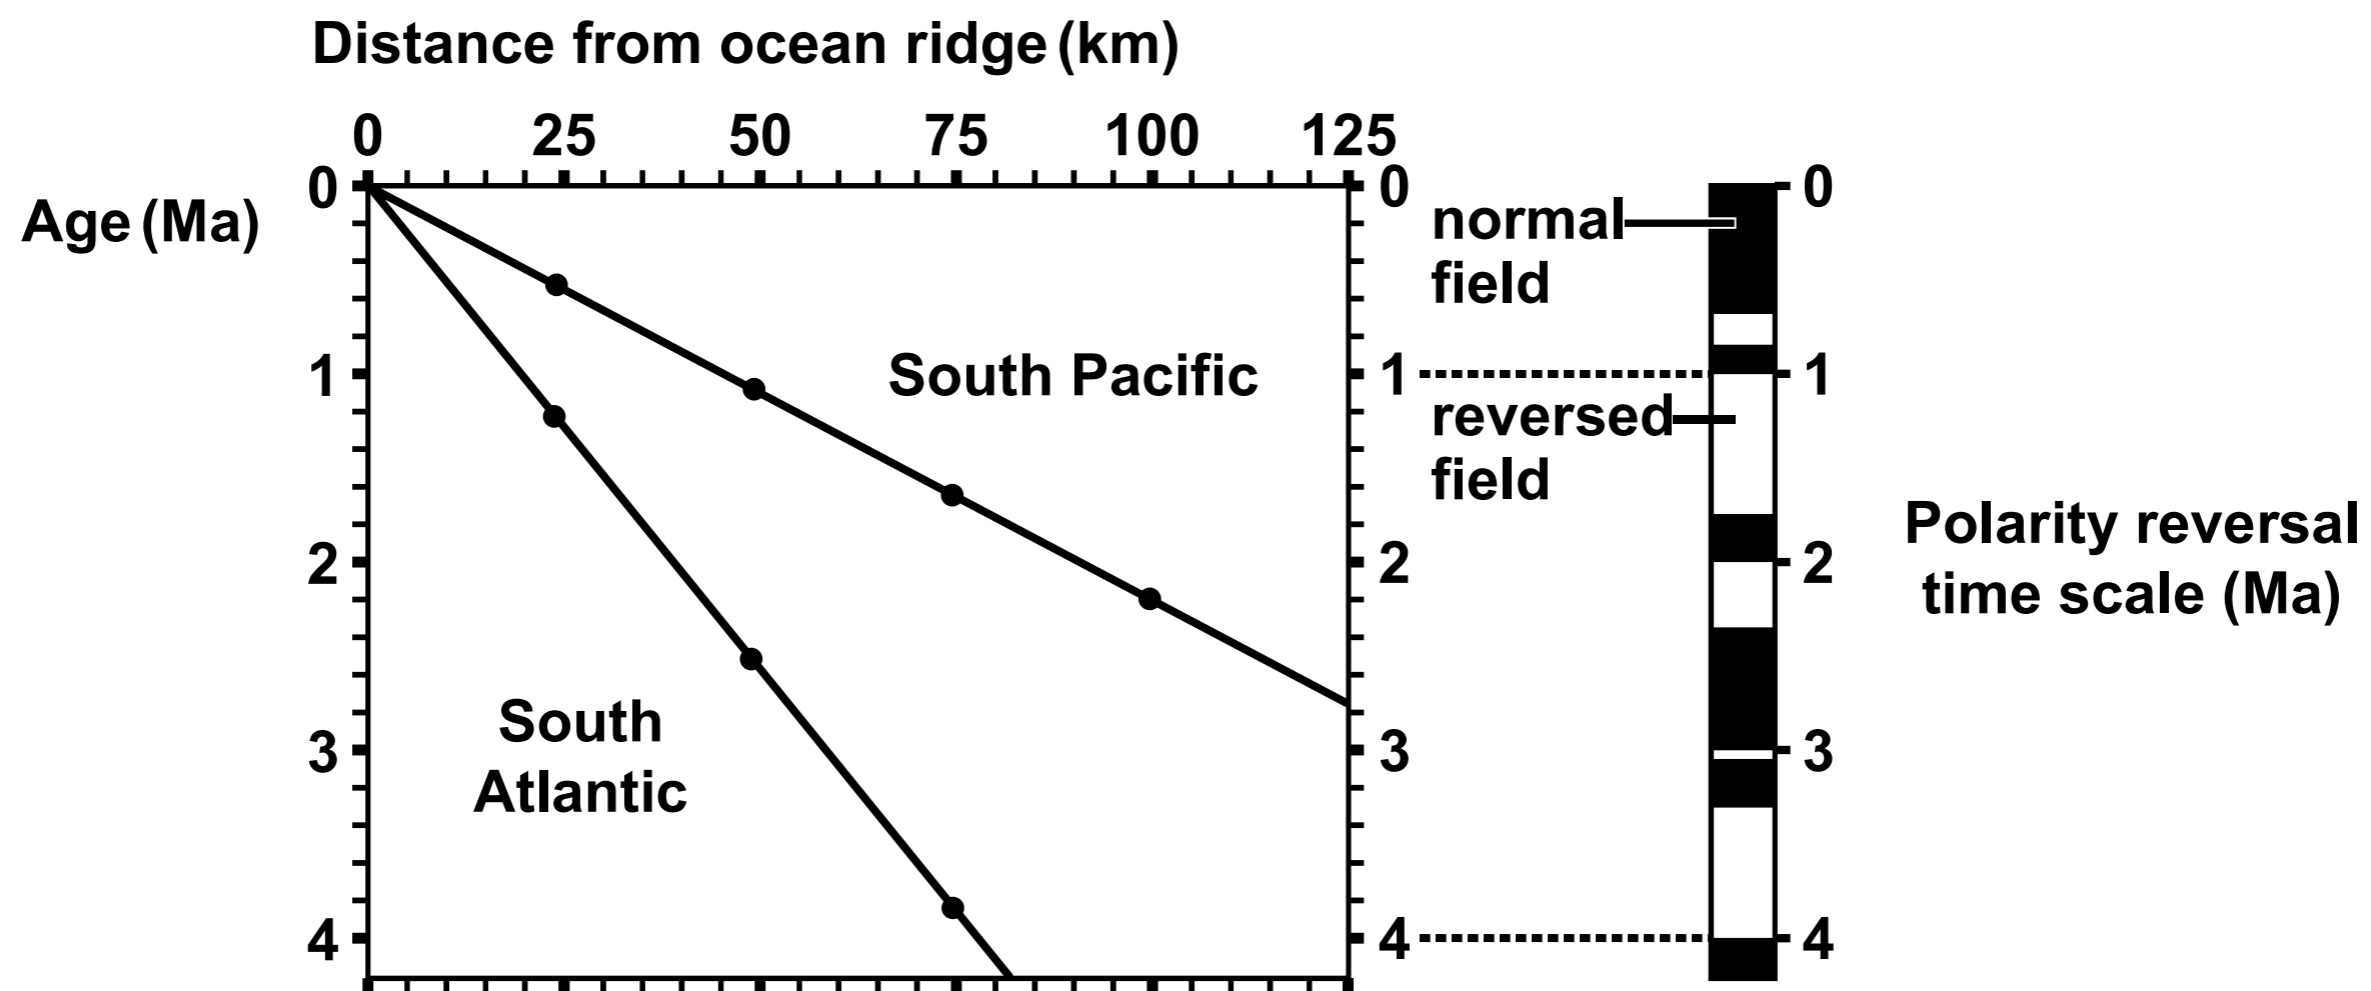 Distance from ocean ridge (km)
0 25 50 75 100 125
Age (Ma)
0
1
2
3
4
South Pacific
South
Atlantic
0
1
2
3
4
normal
field
reversed
field
0
1
2
3
4
Polarity reversal
time scale (Ma)